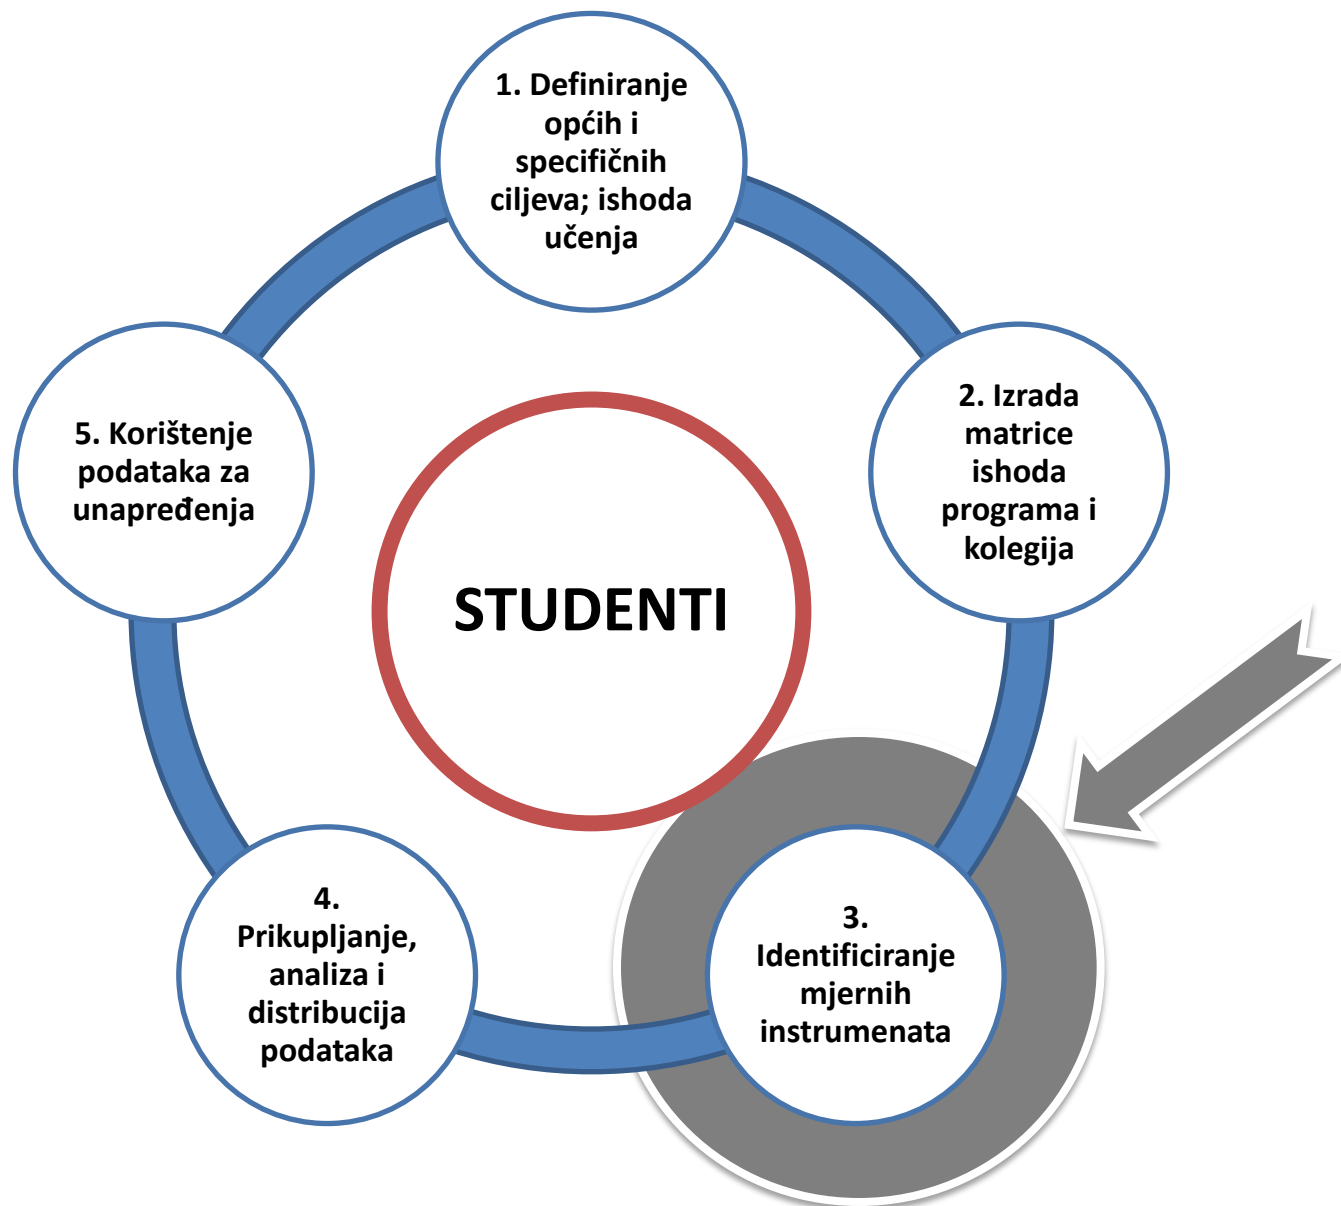 1. Definiranje
općih i
specifičnih
ciljeva; ishoda
učenja
2. Izrada
matrice
ishoda
programa i
kolegija
3.
Identificiranje
mjernih
instrumenata
4.
Prikupljanje,
analiza i
distribucija
podataka
5. Korištenje
podataka za
unapređenja
STUDENTI